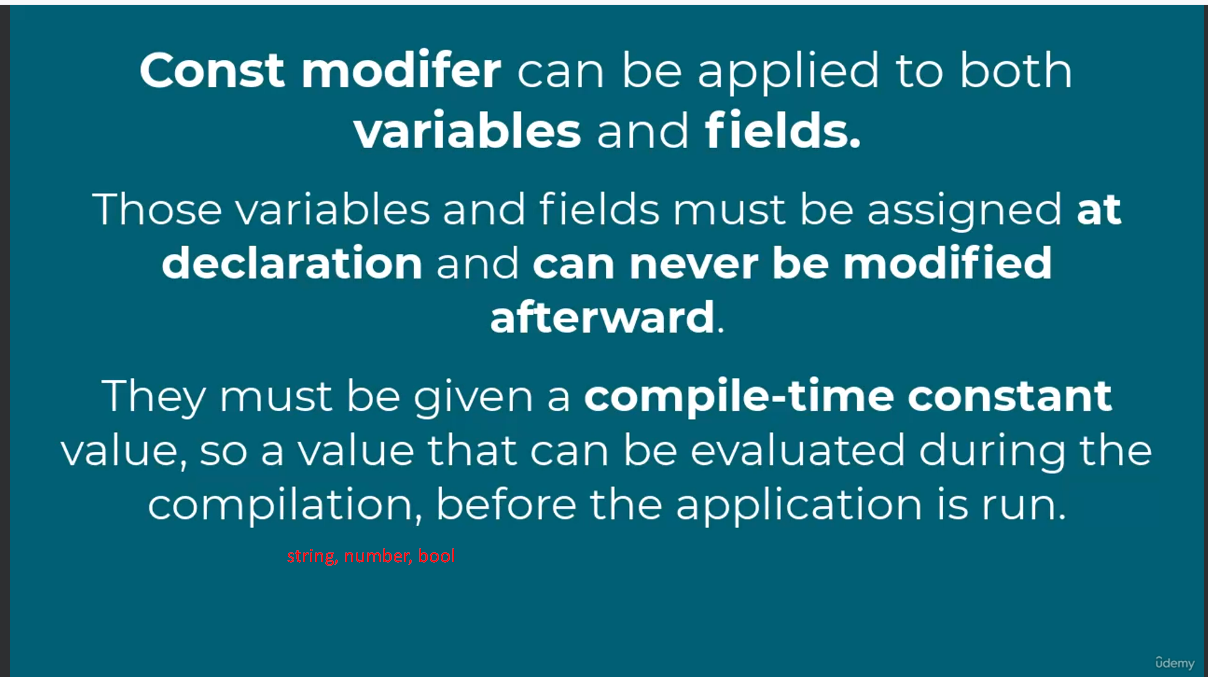 Const modifer can be applied to both
variables and fields.
Those variables and fields must be assigned at
declaration and can never be modified
afterward.
They must be given a compile-time constant
value, so a value that can be evaluated during the
compilation, before the application is run.
string, number, bool
ûdemy